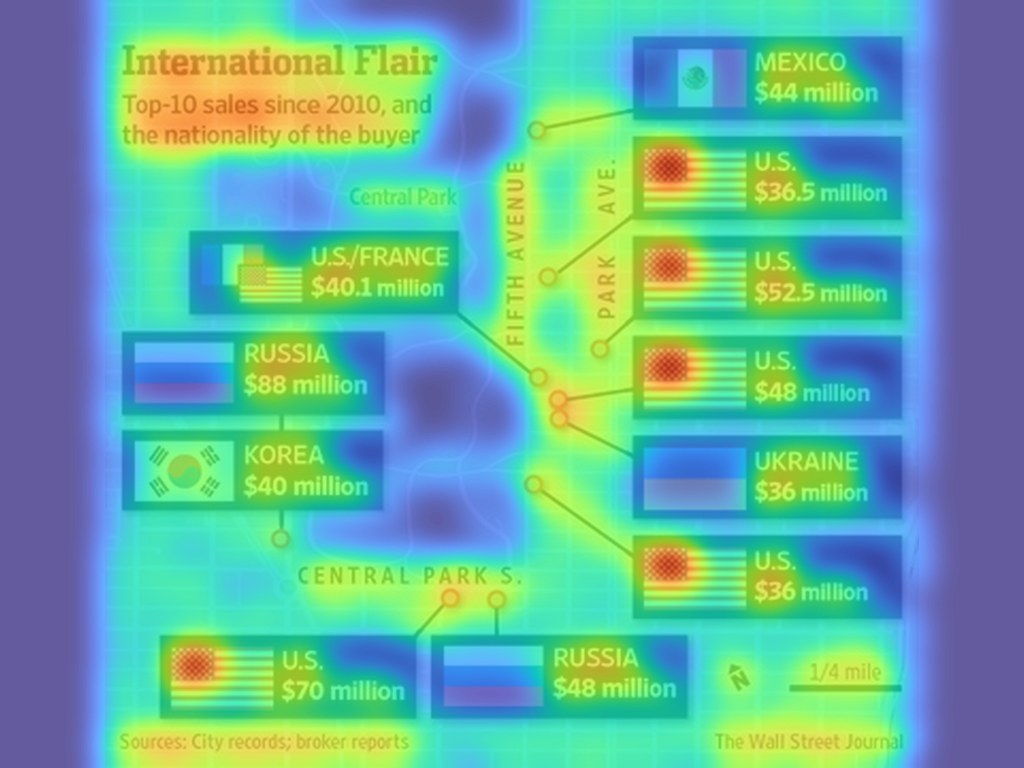 International Flair
Top-10 sales since 2010, and
the nationality of the buyer
MEXICO
$44 million
U.S.
$36.5 million
Central Park
FIFTH AVENUE
PARK AVE.
U.S./FRANCE
$40.1 million
U.S.
$52.5 million
RUSSIA
$88 million
U.S.
$48 million
KOREA
$40 million
UKRAINE
$36 million
U.S.
$36 million
CENTRAL PARK S.
U.S.
$70 million
RUSSIA
$48 million
N
1/4 mile
Sources: City records; broker reports
The Wall Street Journal